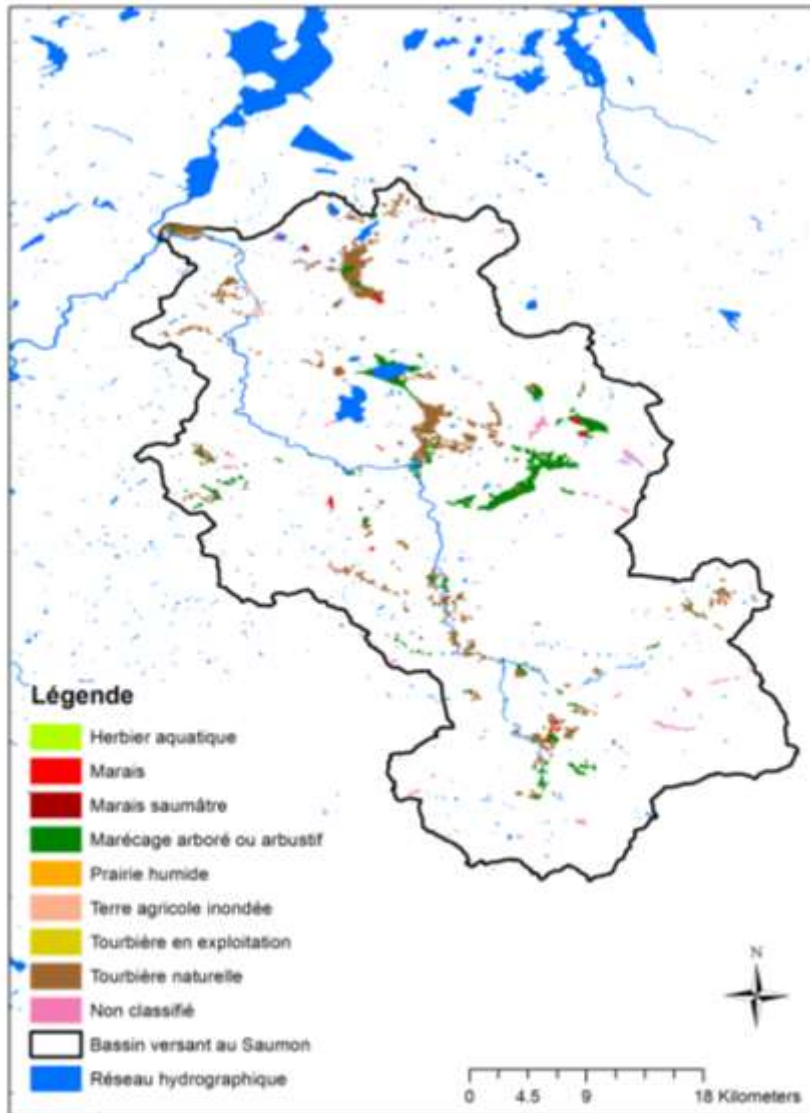 Légende
Herbier aquatique
Marais
Marais saumâtre
Marécage arboré ou arbustif
Prairie humide
Terre agricole inondée
Tourbière en exploitation
Tourbière naturelle
Non classifié
Bassin versant au Saumon
Réseau hydrographique
N
0 4.5 9 18 Kilometers